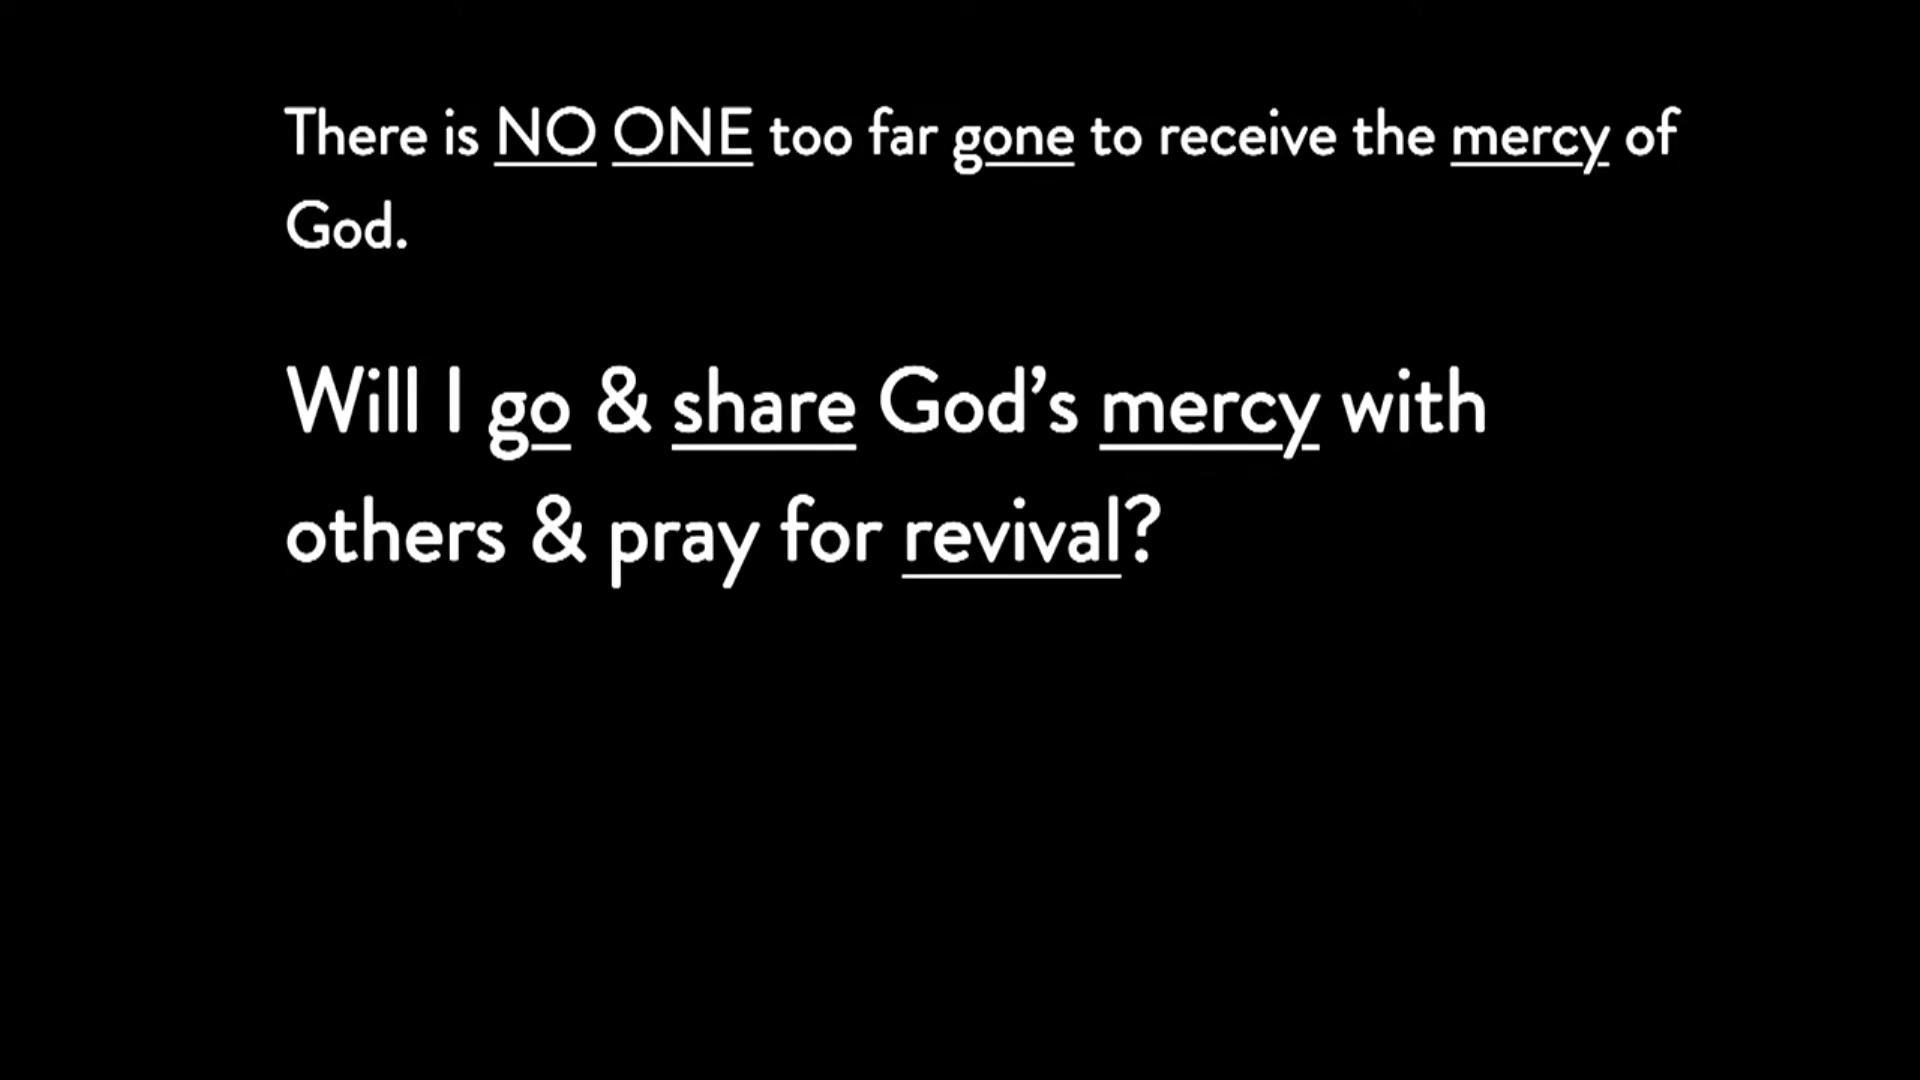 There is NO ONE too far gone to receive the mercy of
God.
Will I go & share God’s mercy with
others & pray for revival?